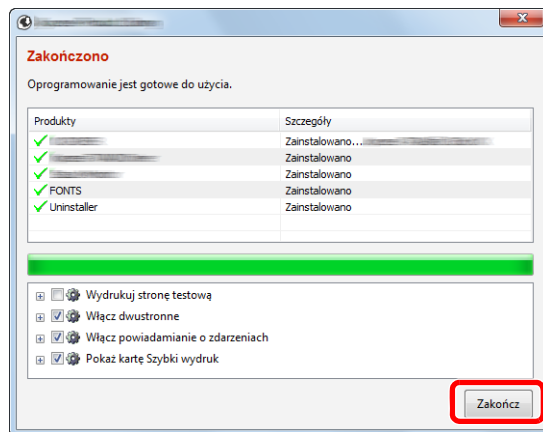 Zakończono
Oprogramowanie jest gotowe do użycia.
Produkty Szczegóły
Zainstalowano...
Zainstalowano
Zainstalowano
FONTS Zainstalowano
Uninstaller Zainstalowano
Wydrukuj stronę testową
Włącz dwustronne
Włącz powiadamianie o zdarzeniach
Pokaż kartę Szybki wydruk
Zakończ